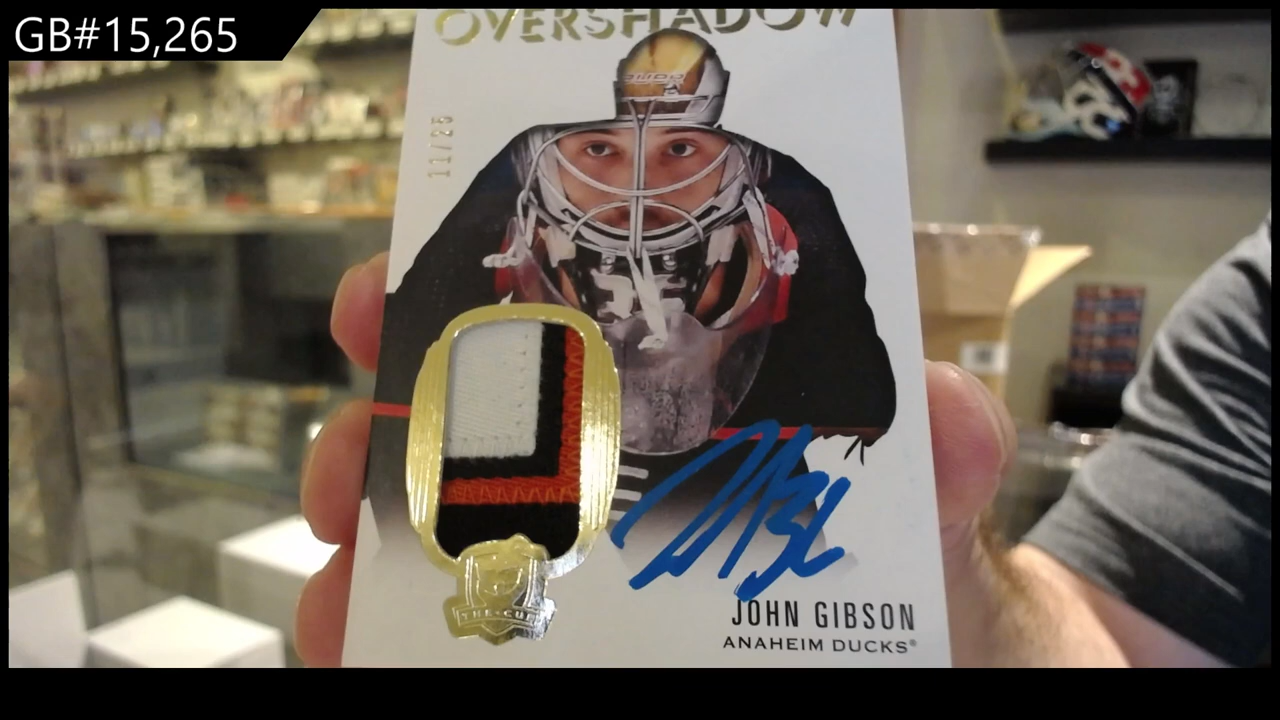 GB#15,265
OVERSHADOW
11/25
THE CUP
JOHN GIBSON
ANAHEIM DUCKS®